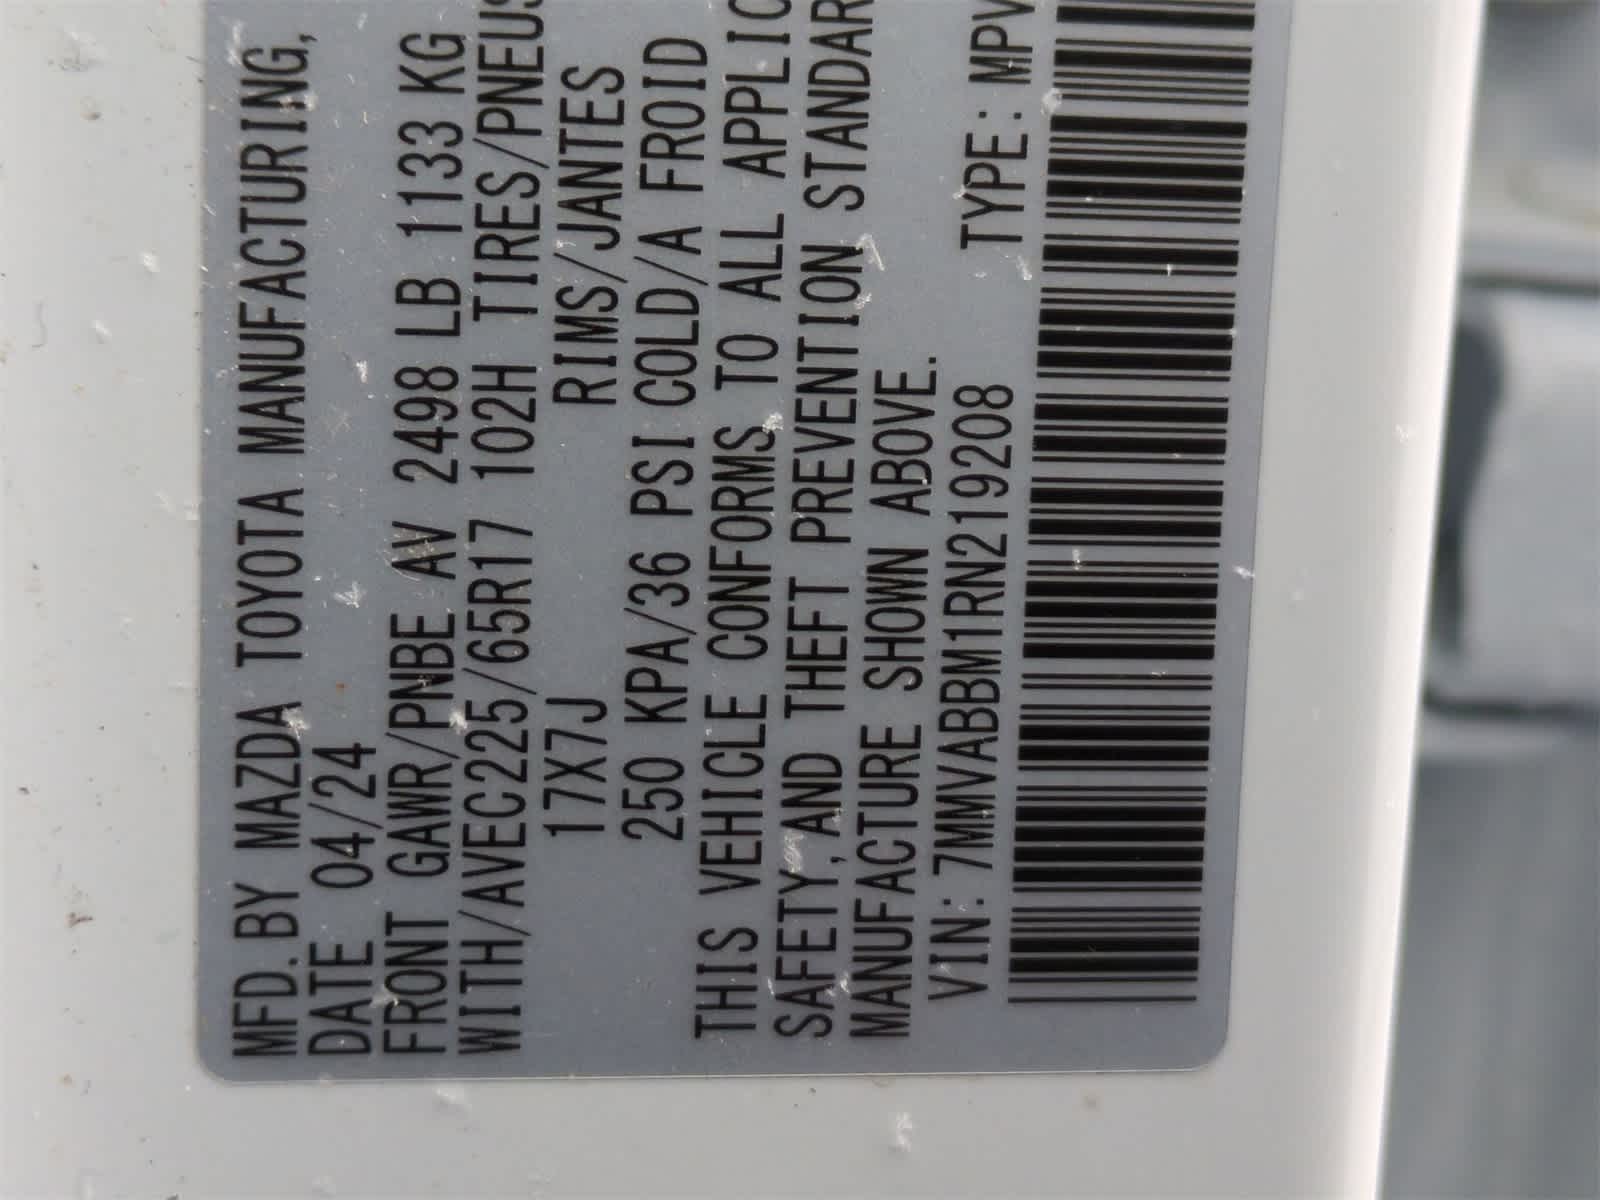 MFD. BY MAZDA TOYOTA MANUFACTURING,
DATE 04/24
FRONT GAWR/PNBE AV 2498 LB 1133 KG
WITH/AVEC225/65R17 102H TIRES/PNEUS
17X7J RIMS/JANTES
250 KPA/36 PSI COLD/A FROID
THIS VEHICLE CONFORMS TO ALL APPLIC
SAFETY, AND THEFT PREVENTION STANDAR
MANUFACTURE SHOWN ABOVE.
VIN: 7MMVABBM1RN219208 TYPE: MPV